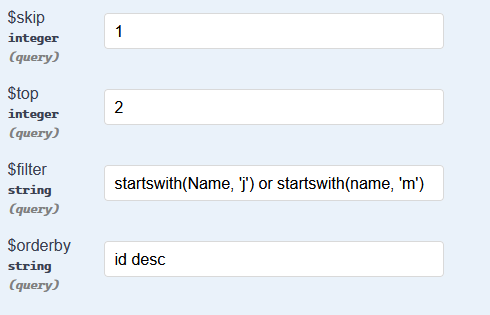 $skip
integer
(query)
1
$top
integer
(query)
2
$filter
string
(query)
startswith(Name, 'j') or startswith(name, 'm')
$orderby
string
(query)
id desc